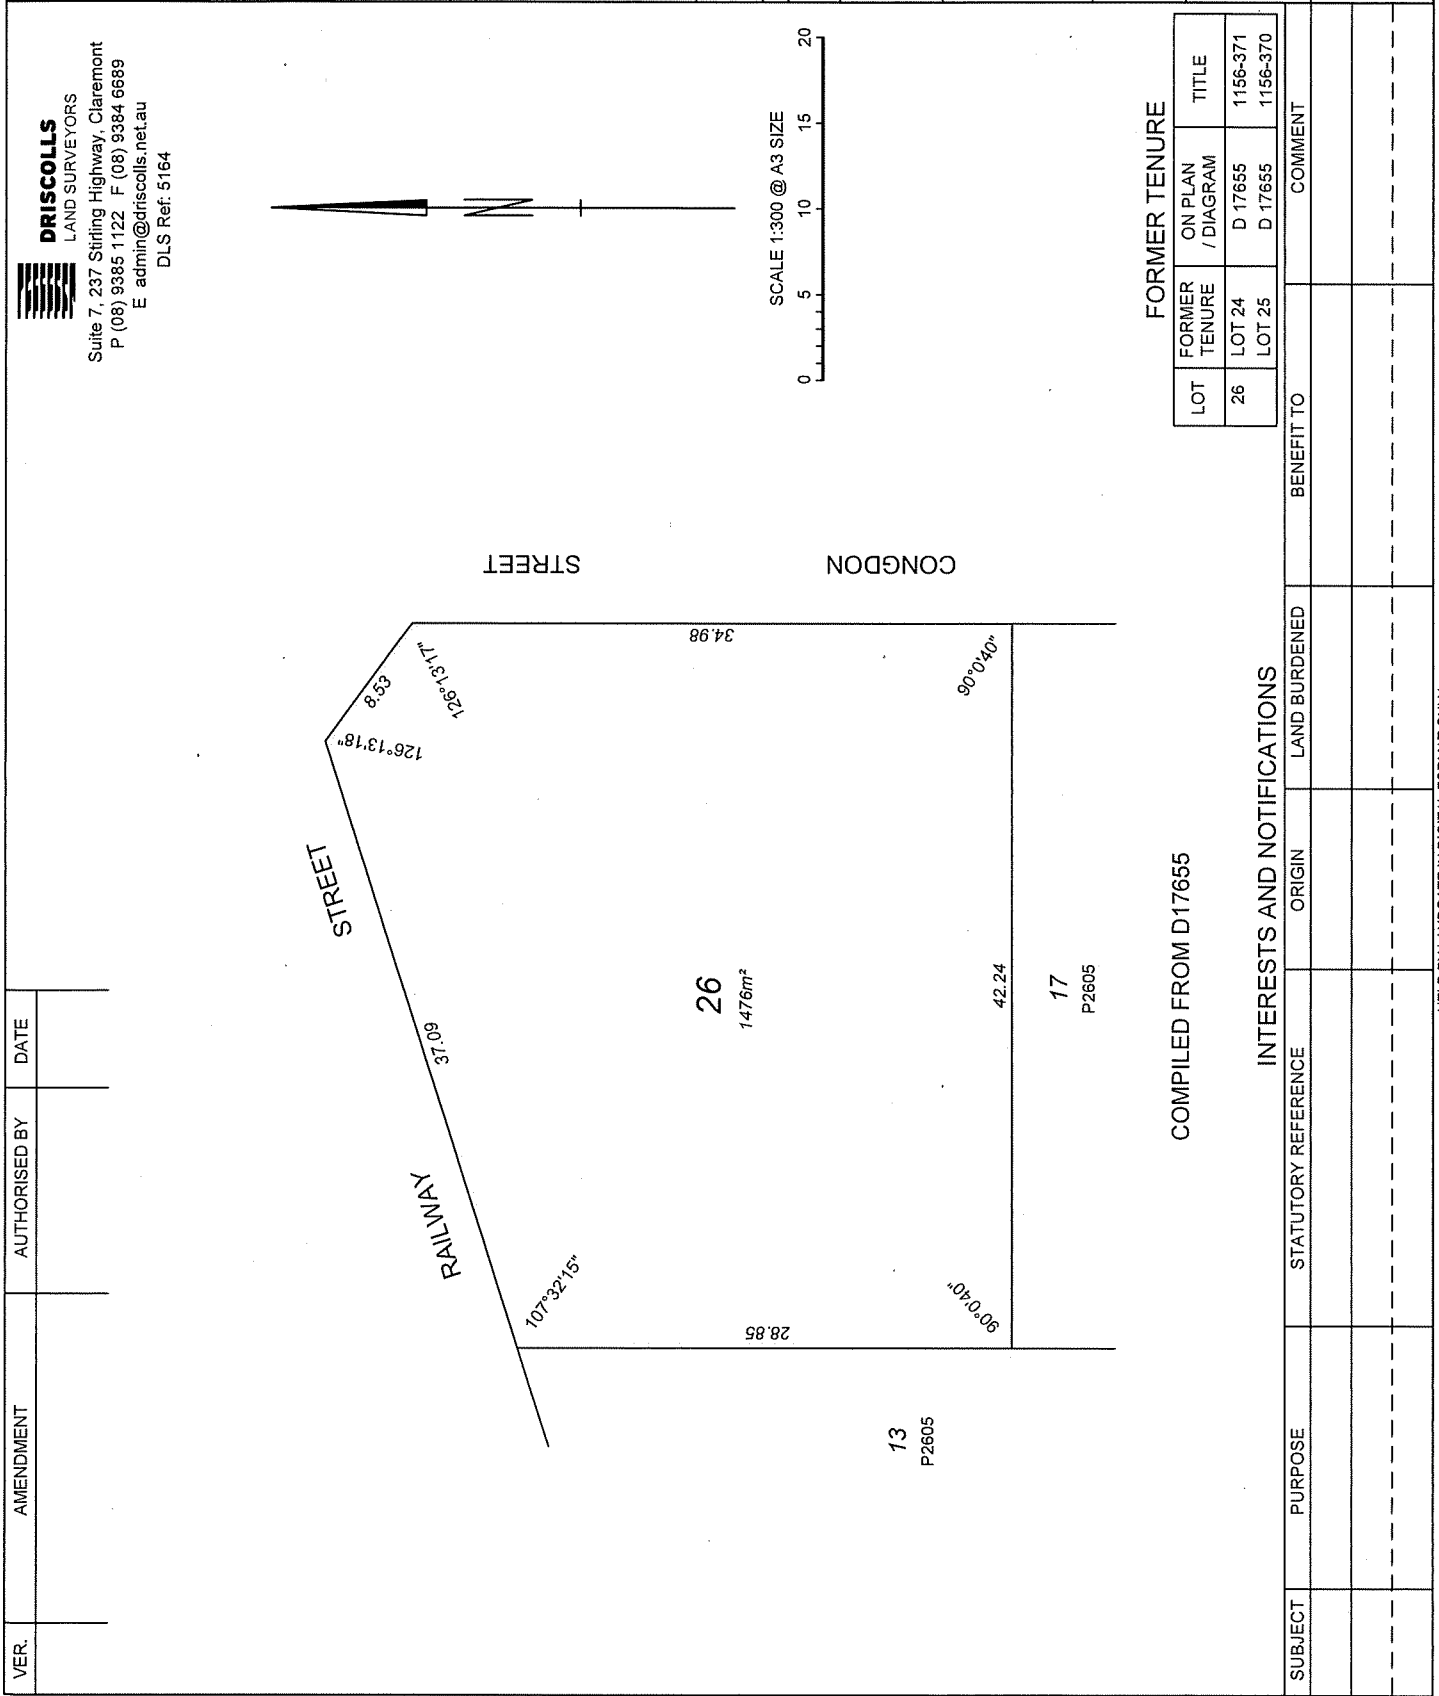 VER.
AMENDMENT
AUTHORISED BY
DATE
DRISCOLLS
LAND SURVEYORS
Suite 7, 237 Stirling Highway, Claremont
P (08) 9385 1122 F (08) 9384 6689
E admin@driscolls.net.au
DLS Ref: 5164
N
SCALE 1:300 @ A3 SIZE
0 5 10 15 20
RAILWAY STREET
CONGDON STREET
37.09
8.53
34.98
42.24
28.85
107°32'15"
126°13'18"
126°13'17"
90°0'40"
90°0'40"
26
1476m²
13
P2605
17
P2605
COMPILED FROM D17655
FORMER TENURE
LOT FORMER TENURE ON PLAN / DIAGRAM TITLE
26 LOT 24 D 17655 1156-371
LOT 25 D 17655 1156-370
INTERESTS AND NOTIFICATIONS
SUBJECT PURPOSE STATUTORY REFERENCE ORIGIN LAND BURDENED BENEFIT TO COMMENT